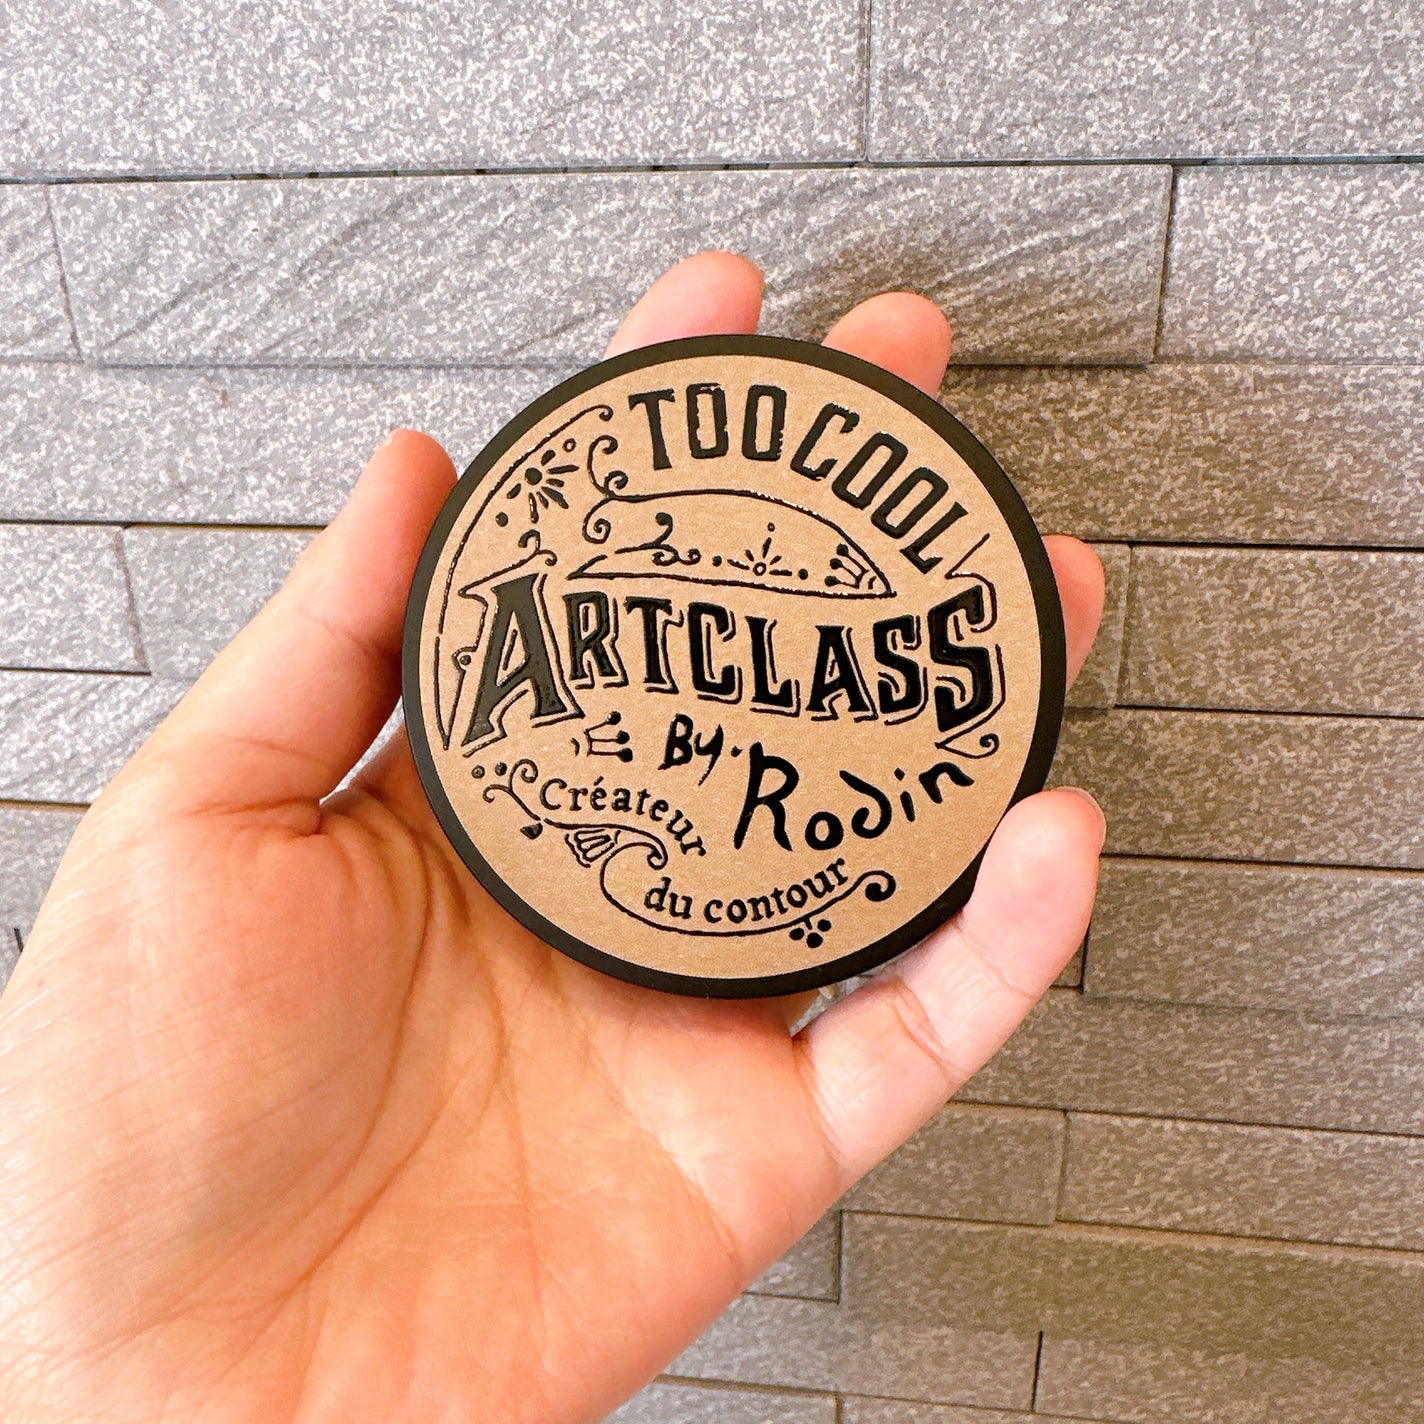 TOOCOOL
ARTCLASS
By. Rodin
Créateur
du contour